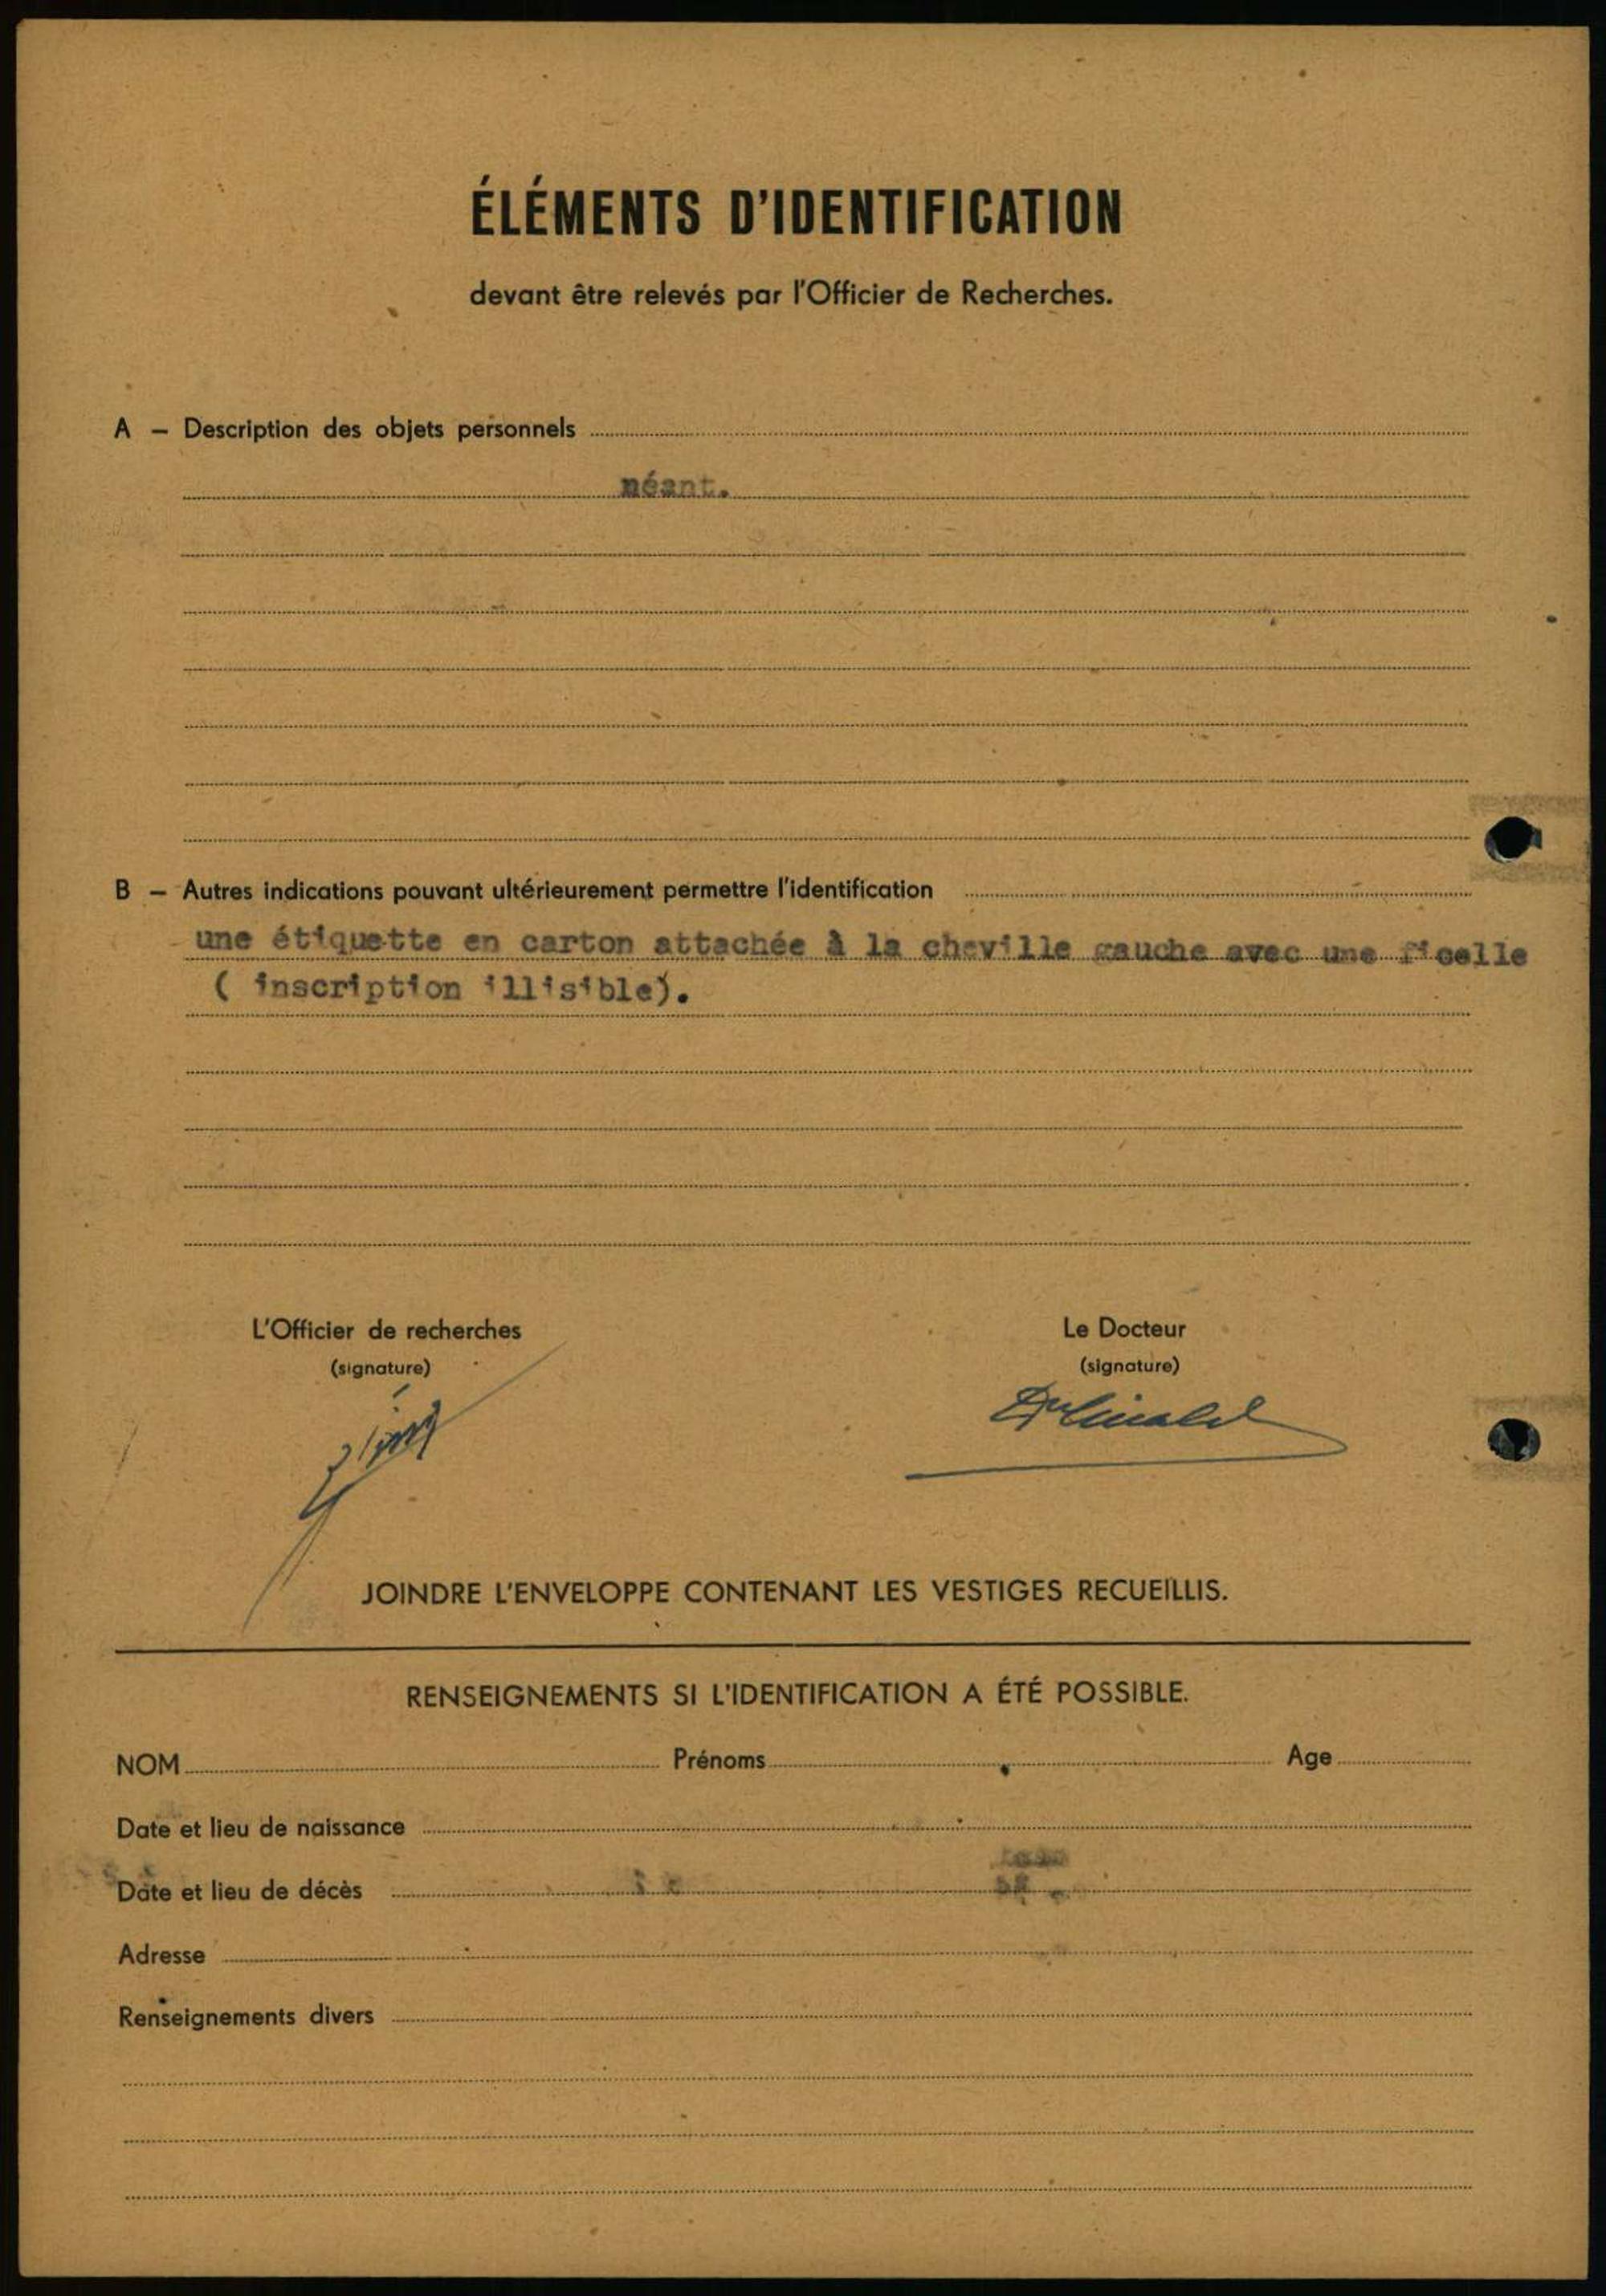 ÉLÉMENTS D'IDENTIFICATION
devant être relevés par l'Officier de Recherches.
A – Description des objets personnels
néant.
B – Autres indications pouvant ultérieurement permettre l'identification
une étiquette en carton attachée à la cheville gauche avec une ficelle
( inscription illisible).
L'Officier de recherches
(signature)
Le Docteur
(signature)
JOINDRE L'ENVELOPPE CONTENANT LES VESTIGES RECUEILLIS.
RENSEIGNEMENTS SI L'IDENTIFICATION A ÉTÉ POSSIBLE.
NOM Prénoms Age
Date et lieu de naissance
Date et lieu de décès
Adresse
Renseignements divers